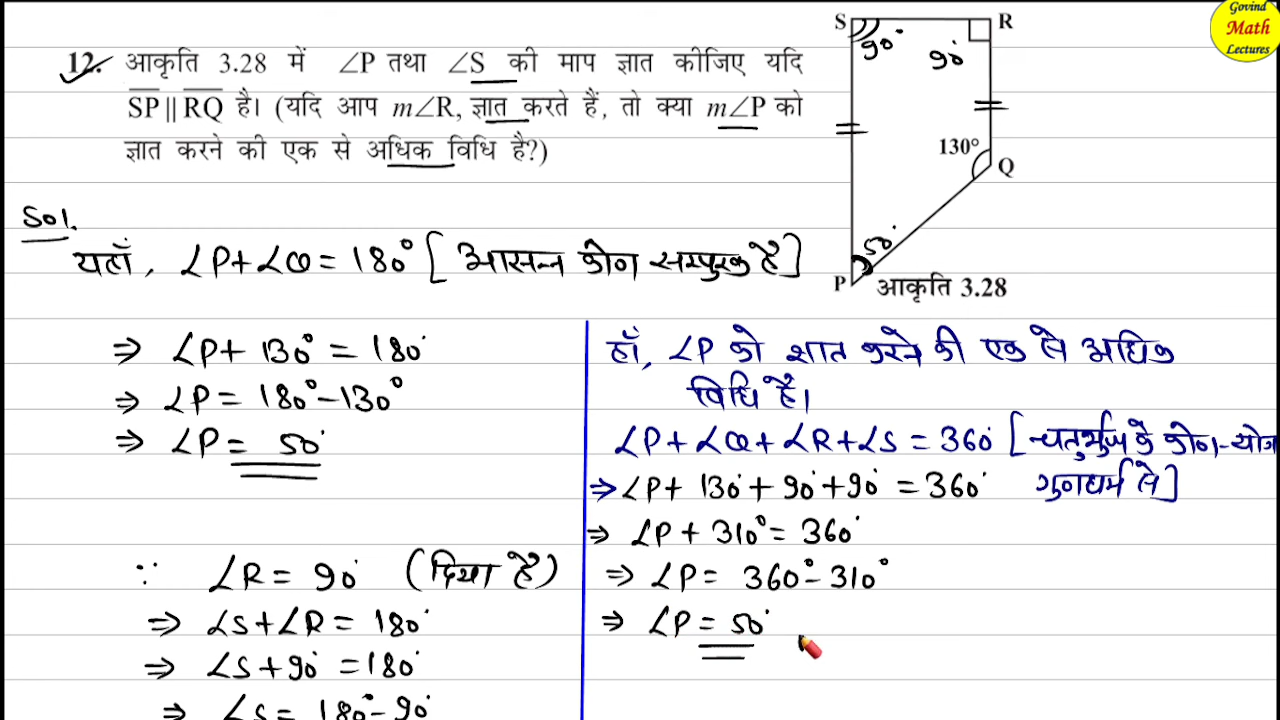 Govind
Math
Lectures
12. आकृति 3.28 में ∠P तथा ∠S की माप ज्ञात कीजिए यदि
SP || RQ है। (यदि आप m∠R, ज्ञात करते हैं, तो क्या m∠P को
ज्ञात करने की एक से अधिक विधि है?)
S R
90° 90°
130°
Q
50°
P
आकृति 3.28
Sol.
यहाँ, ∠P+∠Q = 180° [आसन्न कोण सम्पुरक है]
⇒ ∠P+ 130° = 180°
⇒ ∠P = 180° – 130°
⇒ ∠P = 50°
∵ ∠R = 90° (दिया है)
⇒ ∠S+∠R = 180°
⇒ ∠S + 90° = 180°
⇒ ∠S = 180° – 90°
हाँ, ∠P को ज्ञात करने की एक से अधिक
विधि है।
∠P+∠Q+∠R+∠S = 360° [चतुर्भुज के कोण-योग
गुणधर्म से]
⇒ ∠P+ 130°+ 90°+90° = 360°
⇒ ∠P + 310° = 360°
⇒ ∠P = 360° – 310°
⇒ ∠P = 50°